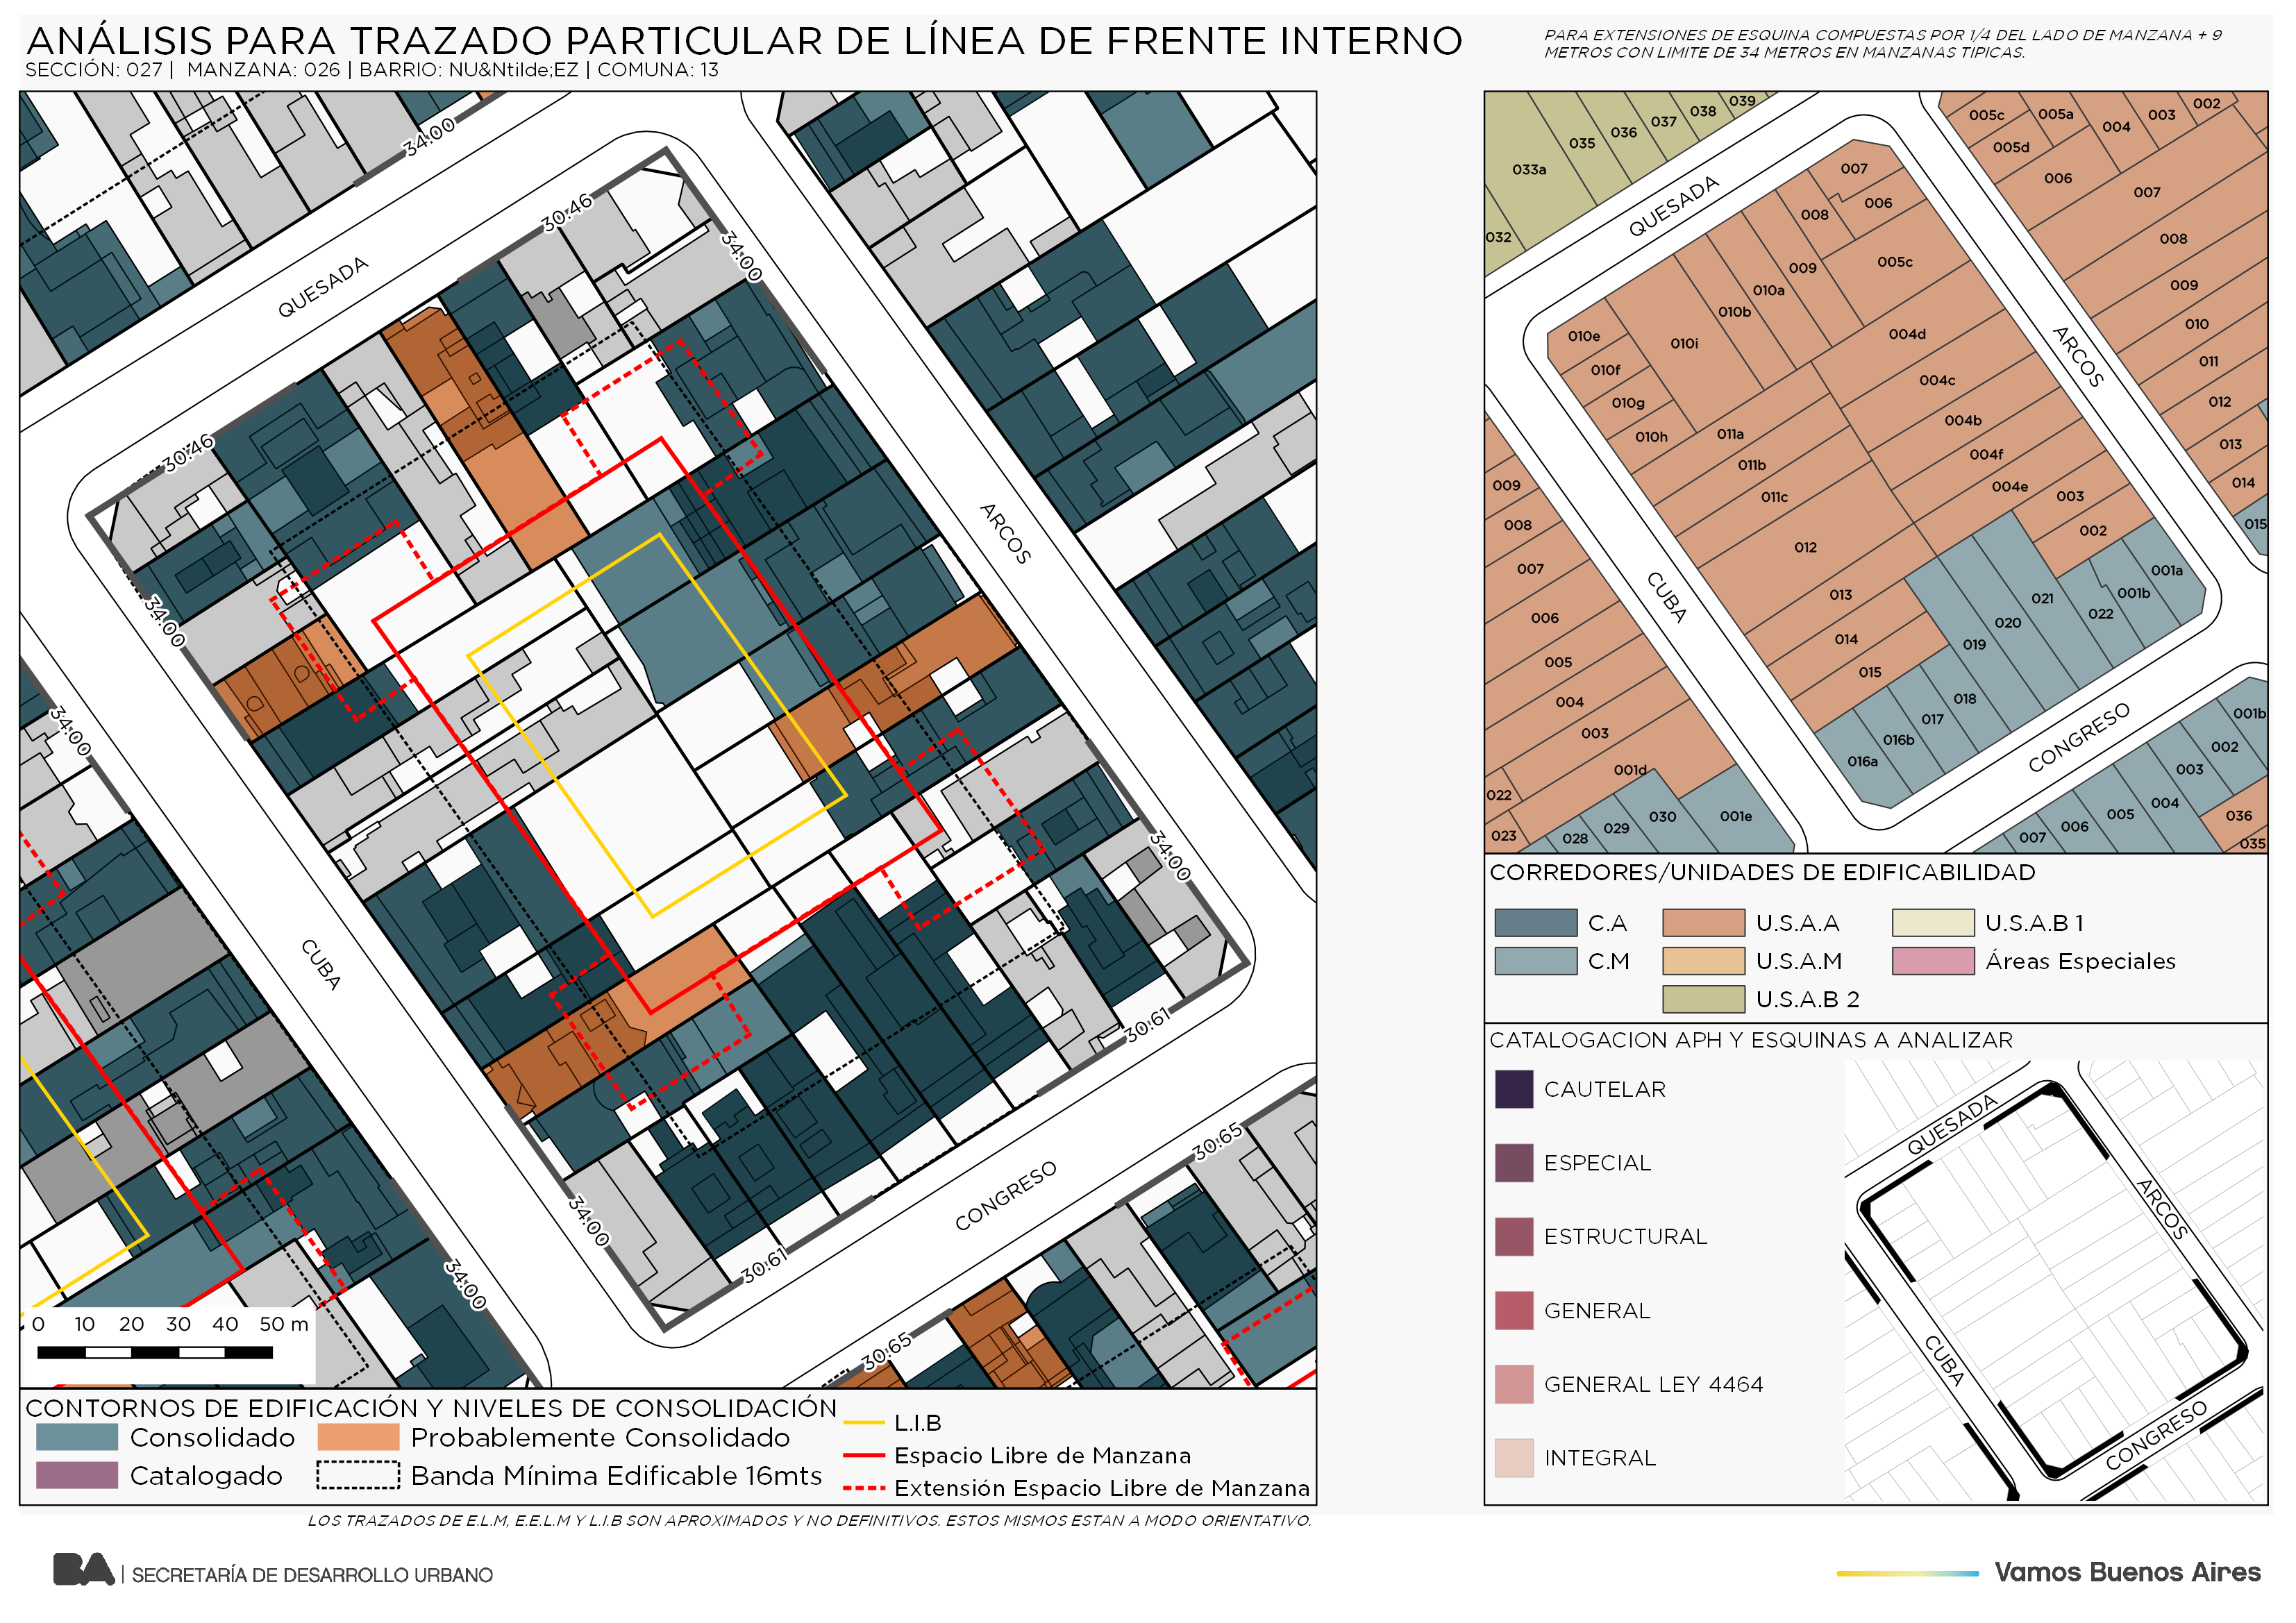 ANÁLISIS PARA TRAZADO PARTICULAR DE LÍNEA DE FRENTE INTERNO
SECCIÓN: 027 | MANZANA: 026 | BARRIO: NU&Ntilde;EZ | COMUNA: 13
PARA EXTENSIONES DE ESQUINA COMPUESTAS POR 1/4 DEL LADO DE MANZANA + 9
METROS CON LIMITE DE 34 METROS EN MANZANAS TIPICAS.
34:00
30:46
34:00
QUESADA
30:46
ARCOS
34:00
34:00
34:00
CUBA
30:61
CONGRESO
30:65
34:00
30:61
34:00
30:65
0 10 20 30 40 50 m
CONTORNOS DE EDIFICACIÓN Y NIVELES DE CONSOLIDACIÓN
Consolidado
Probablemente Consolidado
Catalogado
Banda Mínima Edificable 16mts
L.I.B
Espacio Libre de Manzana
Extensión Espacio Libre de Manzana
LOS TRAZADOS DE E.L.M, E.E.L.M Y L.I.B SON APROXIMADOS Y NO DEFINITIVOS. ESTOS MISMOS ESTAN A MODO ORIENTATIVO.
033a
035
036
037
038
039
032
005c
005a
004
003
002
005d
006
007
008
009
010
011
012
013
014
015
QUESADA
ARCOS
CUBA
CONGRESO
007
006
008
005c
009
010a
010b
010i
010e
010f
010g
010h
004d
004c
004b
004f
004e
003
002
011a
011b
011c
012
013
014
015
001a
001b
022
021
020
019
018
017
016b
016a
009
008
007
006
005
004
003
001d
022
023
028
029
030
001e
001b
002
003
004
005
006
007
036
035
CORREDORES/UNIDADES DE EDIFICABILIDAD
C.A
U.S.A.A
U.S.A.B 1
C.M
U.S.A.M
Áreas Especiales
U.S.A.B 2
CATALOGACION APH Y ESQUINAS A ANALIZAR
CAUTELAR
ESPECIAL
ESTRUCTURAL
GENERAL
GENERAL LEY 4464
INTEGRAL
QUESADA
ARCOS
CUBA
CONGRESO
BA | SECRETARÍA DE DESARROLLO URBANO
Vamos Buenos Aires